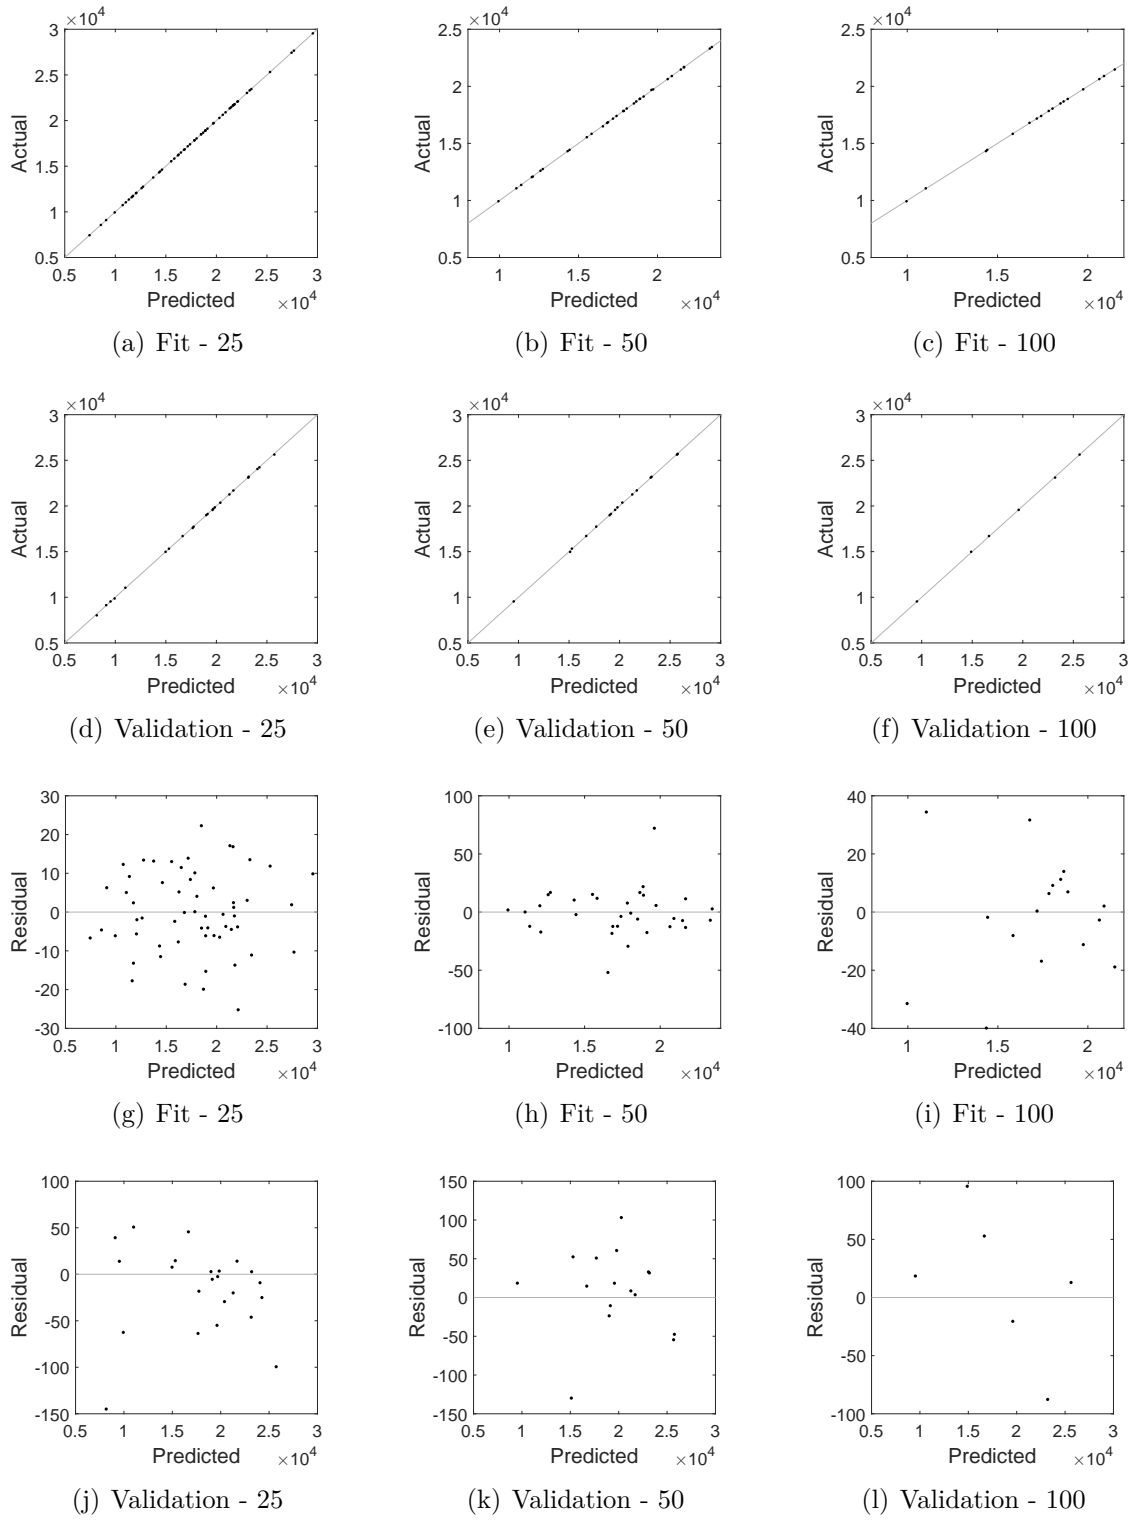 ×10⁴
3
2.5
2
1.5
1
0.5
Actual
0.5 1 1.5 2 2.5 3
Predicted
×10⁴
(a) Fit - 25
×10⁴
2.5
2
1.5
1
0.5
Actual
1 1.5 2
Predicted
×10⁴
(b) Fit - 50
×10⁴
2.5
2
1.5
1
0.5
Actual
1 1.5 2
Predicted
×10⁴
(c) Fit - 100
×10⁴
3
2.5
2
1.5
1
0.5
Actual
0.5 1 1.5 2 2.5 3
Predicted
×10⁴
(d) Validation - 25
×10⁴
3
2.5
2
1.5
1
0.5
Actual
0.5 1 1.5 2 2.5 3
Predicted
×10⁴
(e) Validation - 50
×10⁴
3
2.5
2
1.5
1
0.5
Actual
0.5 1 1.5 2 2.5 3
Predicted
×10⁴
(f) Validation - 100
30
20
10
0
-10
-20
-30
Residual
0.5 1 1.5 2 2.5 3
Predicted
×10⁴
(g) Fit - 25
100
50
0
-50
-100
Residual
1 1.5 2
Predicted
×10⁴
(h) Fit - 50
40
20
0
-20
-40
Residual
1 1.5 2
Predicted
×10⁴
(i) Fit - 100
100
50
0
-50
-100
-150
Residual
0.5 1 1.5 2 2.5 3
Predicted
×10⁴
(j) Validation - 25
150
100
50
0
-50
-100
-150
Residual
0.5 1 1.5 2 2.5 3
Predicted
×10⁴
(k) Validation - 50
100
50
0
-50
-100
Residual
0.5 1 1.5 2 2.5 3
Predicted
×10⁴
(l) Validation - 100